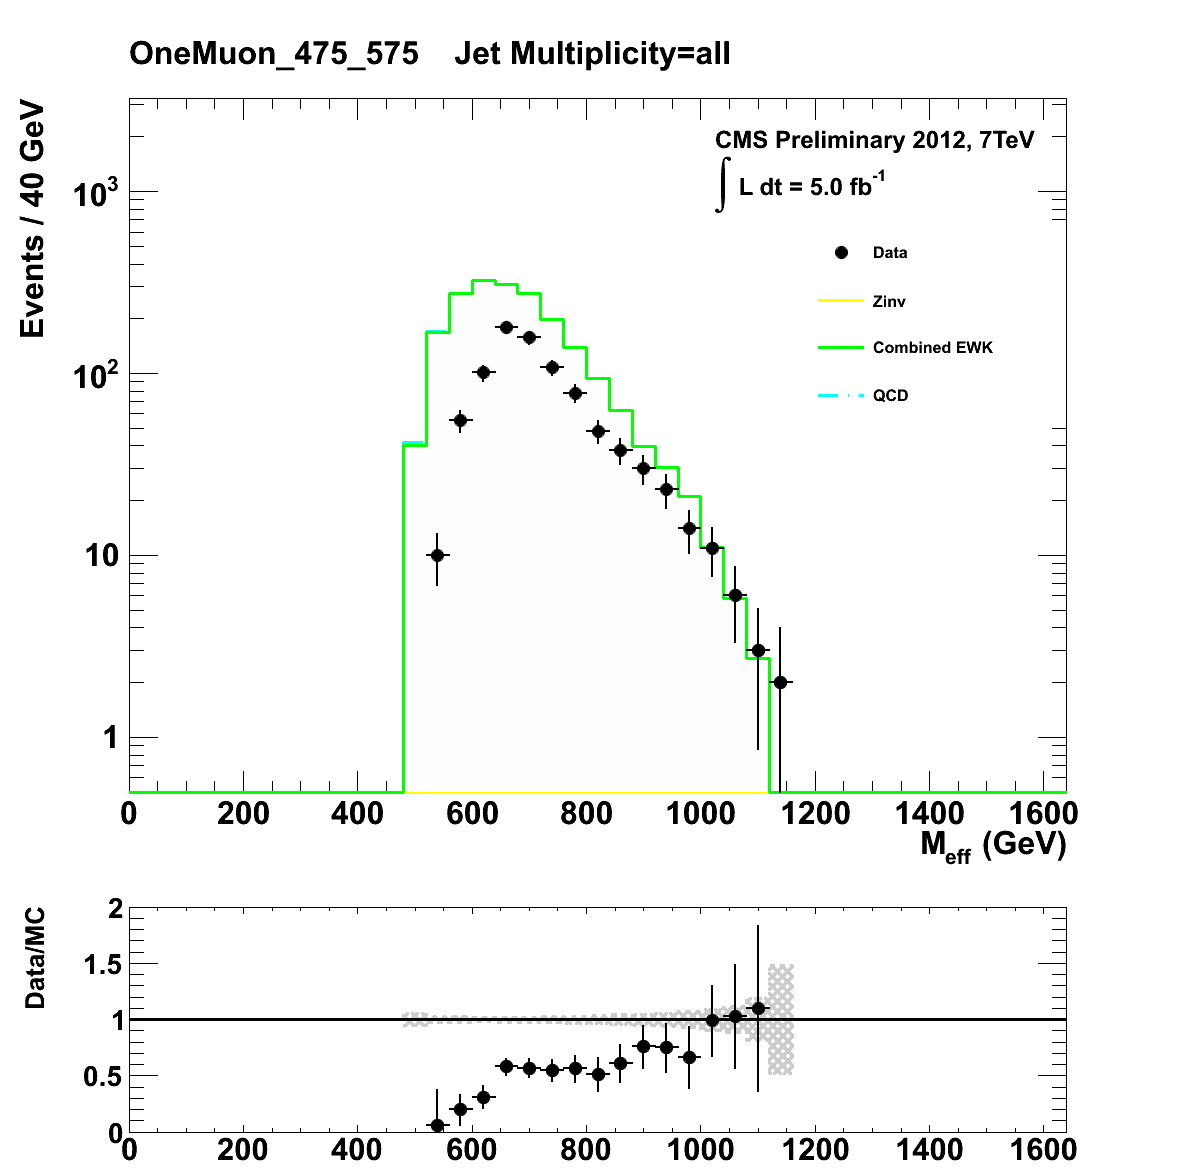 OneMuon_475_575 Jet Multiplicity=all
Events / 40 GeV
CMS Preliminary 2012, 7TeV
∫ L dt = 5.0 fb⁻¹
Data
Zinv
Combined EWK
QCD
10³
10²
10
1
0 200 400 600 800 1000 1200 1400 1600
M_eff (GeV)
Data/MC
2
1.5
1
0.5
0
0 200 400 600 800 1000 1200 1400 1600